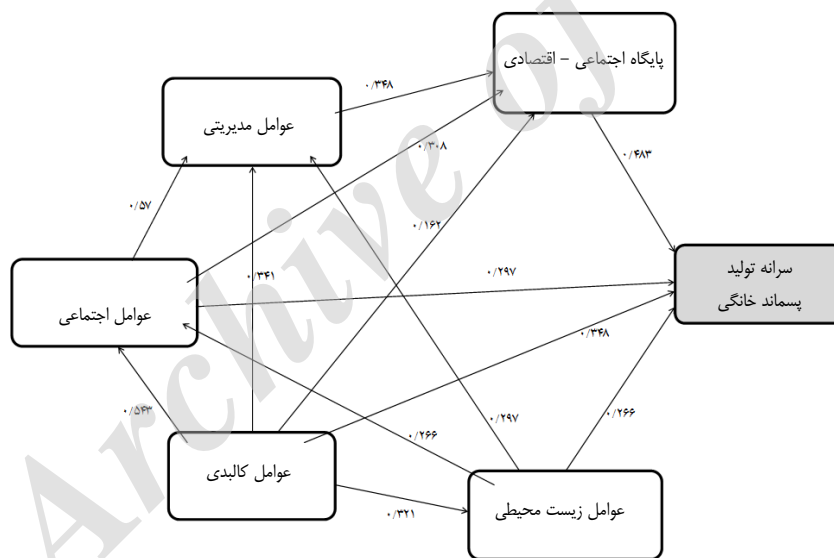 پایگاه اجتماعی – اقتصادی
۰/۳۴۸
عوامل مدیریتی
۰/۳۰۸
۰/۴۸۳
۰/۵۷
۰/۱۶۲
سرانه تولید
پسماند خانگی
۰/۳۴۱
۰/۲۹۷
عوامل اجتماعی
۰/۳۴۸
۰/۵۴۳
۰/۲۶۶
۰/۲۹۷
۰/۲۶۶
عوامل کالبدی
۰/۳۲۱
عوامل زیست محیطی
Archive of